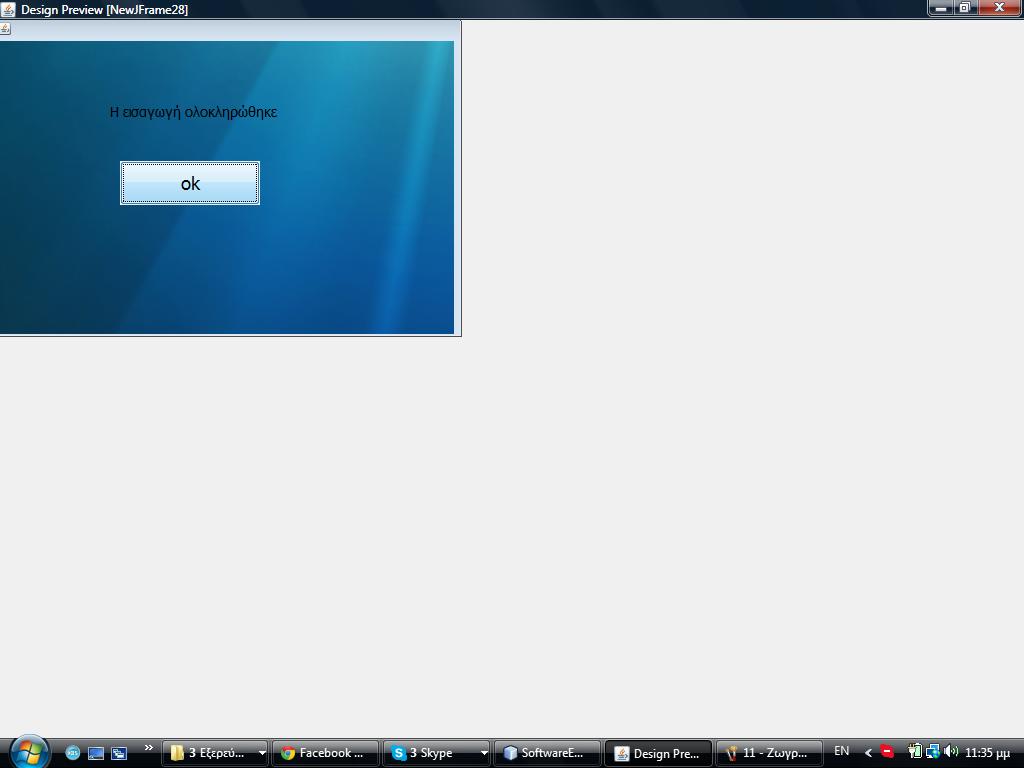 Design Preview [NewJFrame28]
Η εισαγωγή ολοκληρώθηκε
ok
3 Εξερεύ...
Facebook ...
3 Skype
SoftwareE...
Design Pre...
11 - Ζωγρ...
EN
11:35 μμ